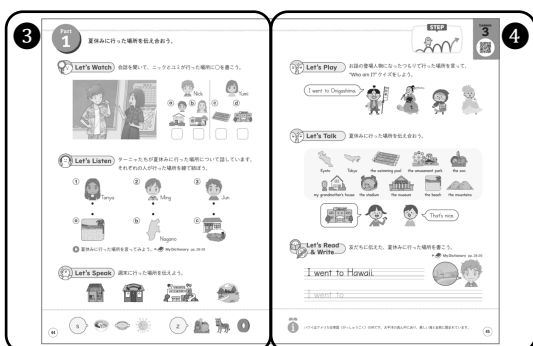 3
Part
1
夏休みに行った場所を伝え合おう。
Let's Watch 会話を聞いて、ニックとユミが行った場所に○を書こう。
Nick
Yumi
ⓐ ⓑ ⓒ ⓓ
Let's Listen ターニャたちが夏休みに行った場所について話しています。
それぞれの人が行った場所を線で結ぼう。
① ② ③
Tanya Ming Jun
ⓐ ⓑ ⓒ
Nagano
夏休みに行った場所を言ってみよう。
Let's Speak 週末に行った場所を伝えよう。
s z
44
4
STEP
3
Let's Play お話の登場人物になったつもりで行った場所を言って、
"Who am I?" クイズをしよう。
I went to Onigashima.
Let's Talk 夏休みに行った場所を伝え合おう。
Kyoto Tokyo the swimming pool the amusement park the zoo
my grandfather's house the stadium the museum the beach the mountains
That's nice.
Let's Read
& Write 友だちに伝えた、夏休みに行った場所を書こう。
I went to Hawaii.
I went to
45